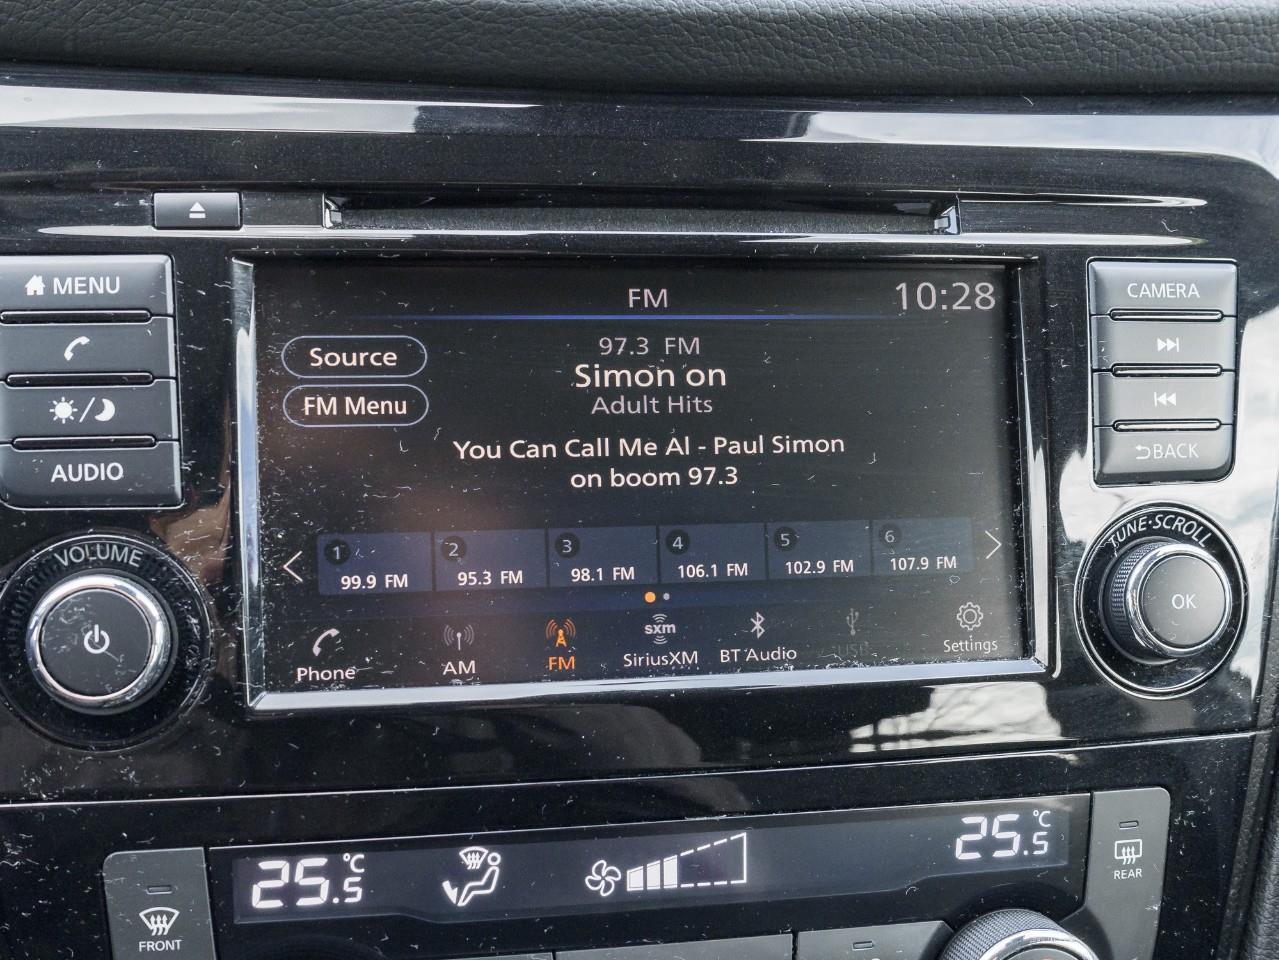 MENU
AUDIO
VOLUME
FM
10:28
Source
FM Menu
97.3 FM
Simon on
Adult Hits
You Can Call Me Al - Paul Simon
on boom 97.3
1
99.9 FM
2
95.3 FM
3
98.1 FM
4
106.1 FM
5
102.9 FM
6
107.9 FM
Phone
AM
FM
sxm
SiriusXM
BT Audio
USB
Settings
CAMERA
BACK
TUNE·SCROLL
OK
25.5 °C
25.5 °C
FRONT
REAR